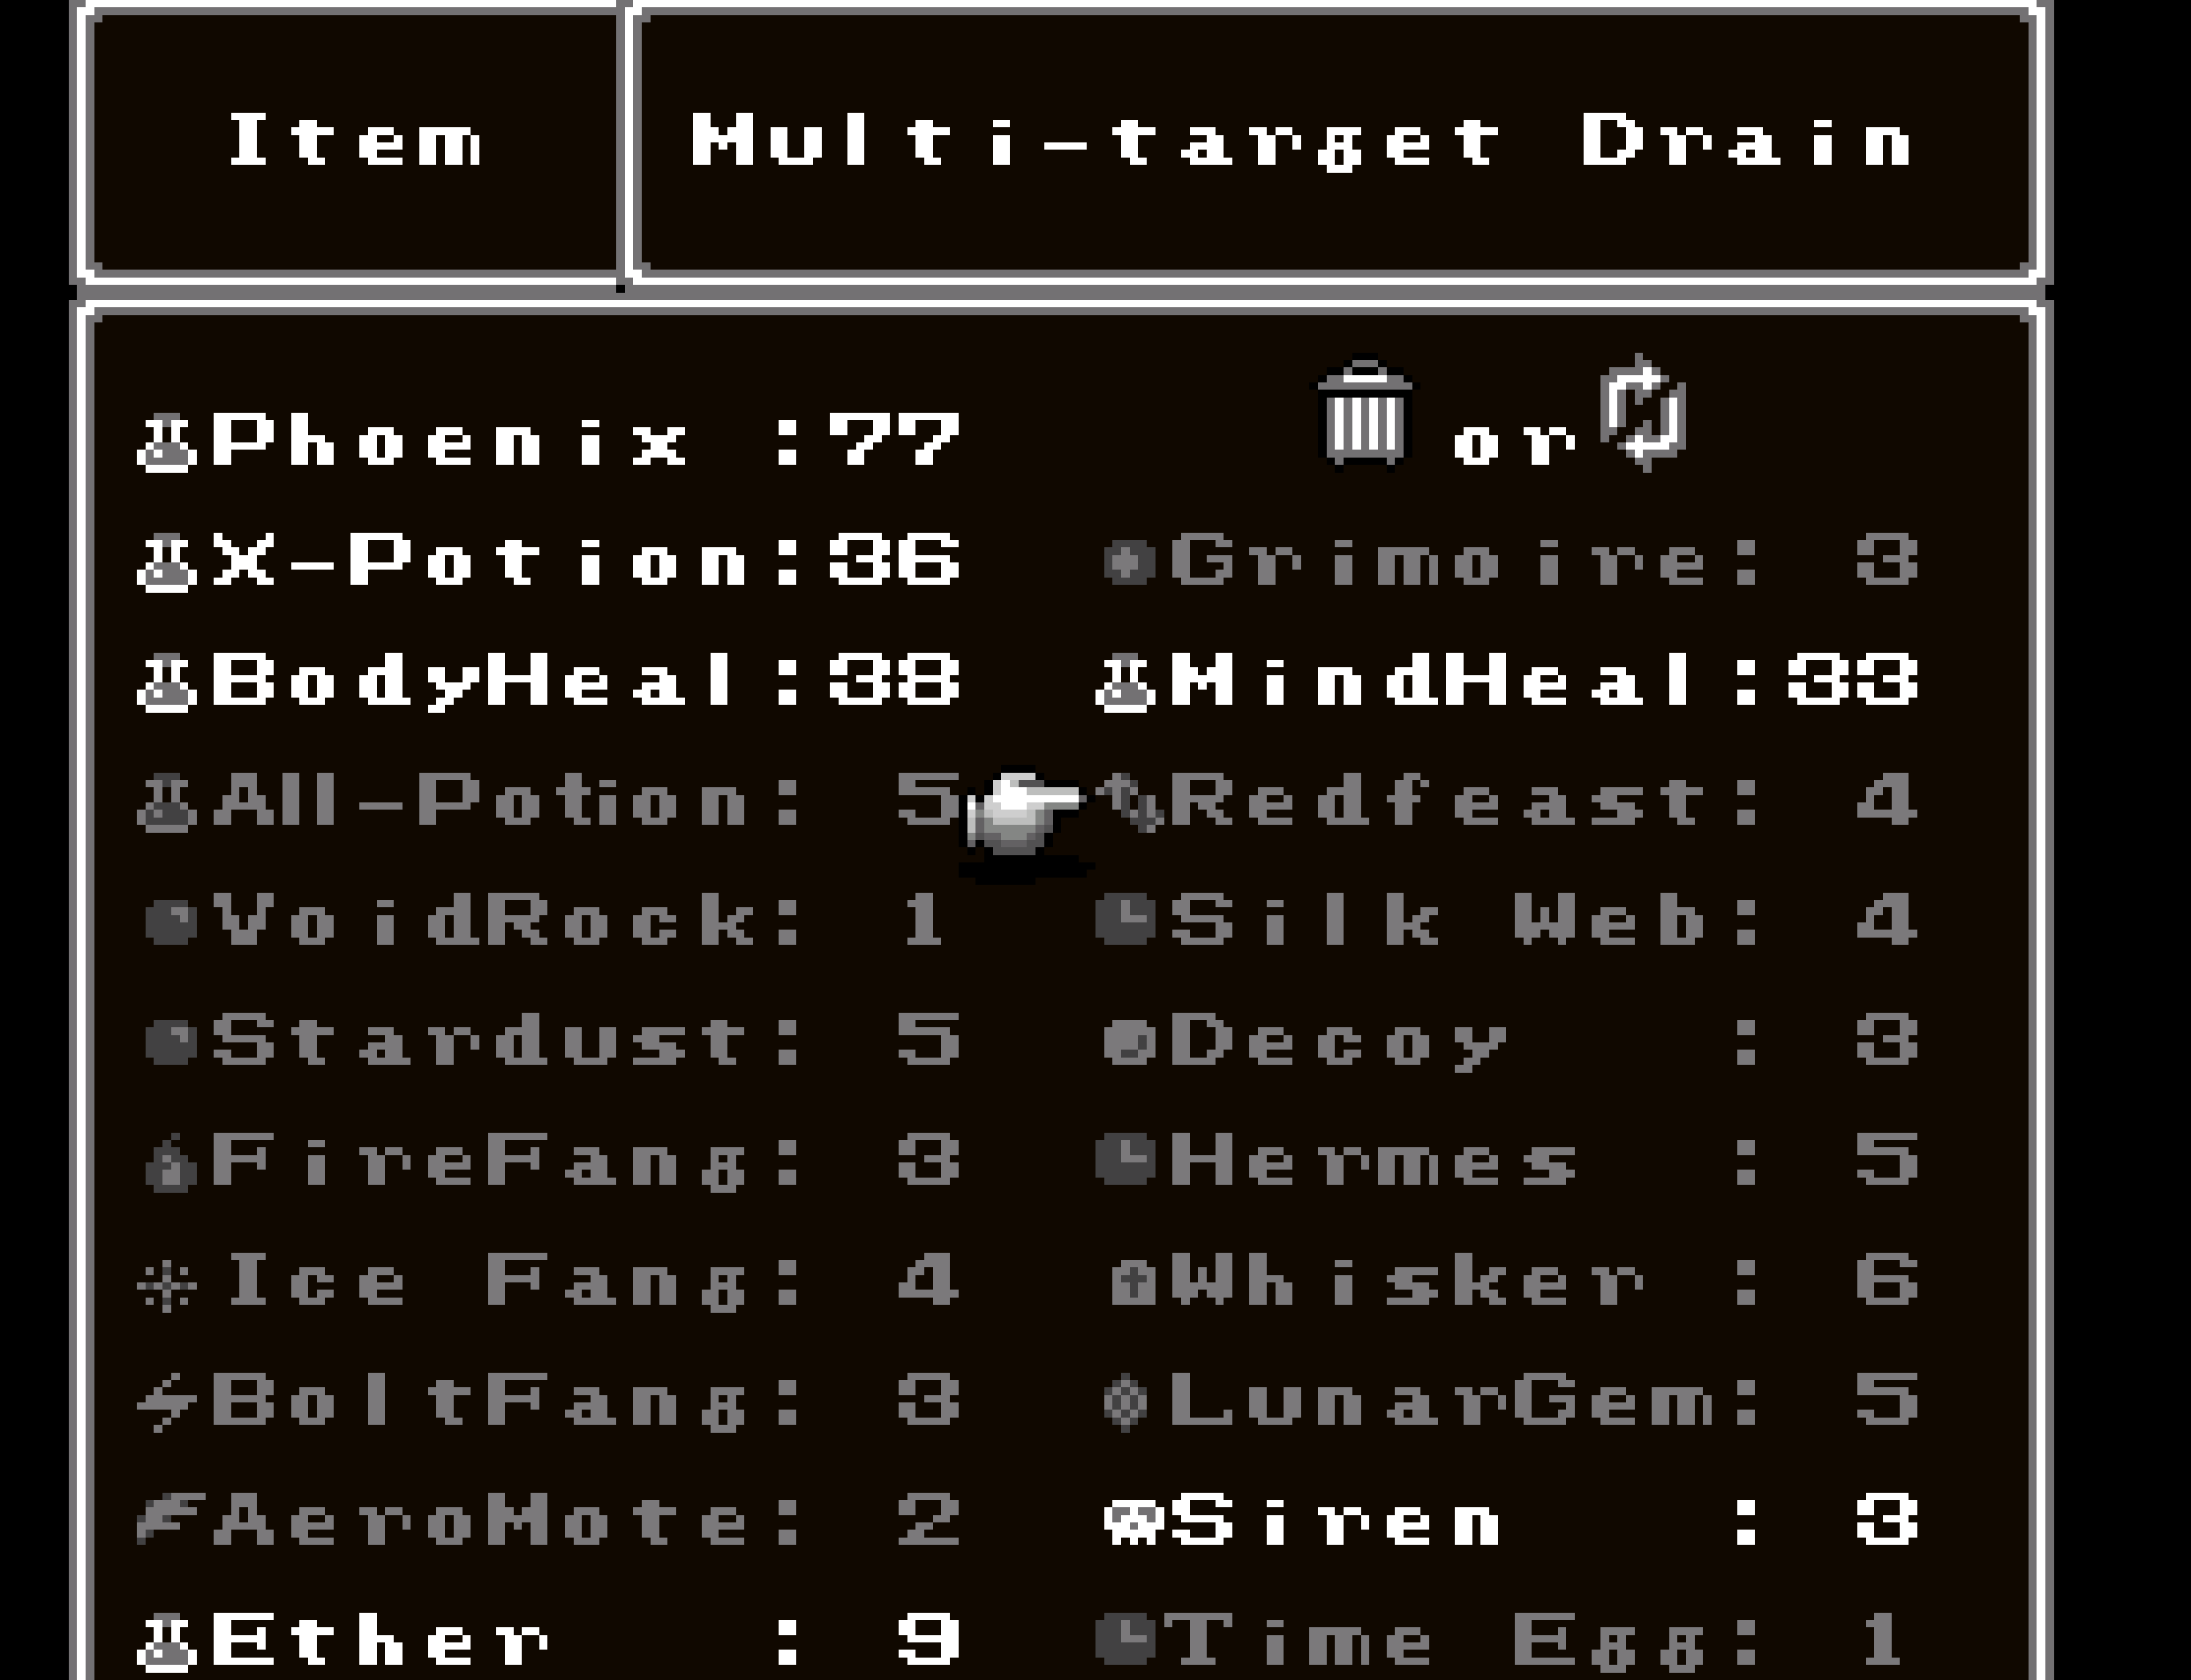 Item Multi-target Drain
Phoenix :77 or
X-Potion:36 Grimoire: 3
BodyHeal:38 MindHeal:33
All-Potion: 5 Redfeast: 4
VoidRock: 1 Silk Web: 4
Stardust: 5 Decoy : 3
FireFang: 3 Hermes : 5
Ice Fang: 4 Whisker : 6
BoltFang: 3 LunarGem: 5
AeroMote: 2 Siren : 3
Ether : 9 Time Egg: 1